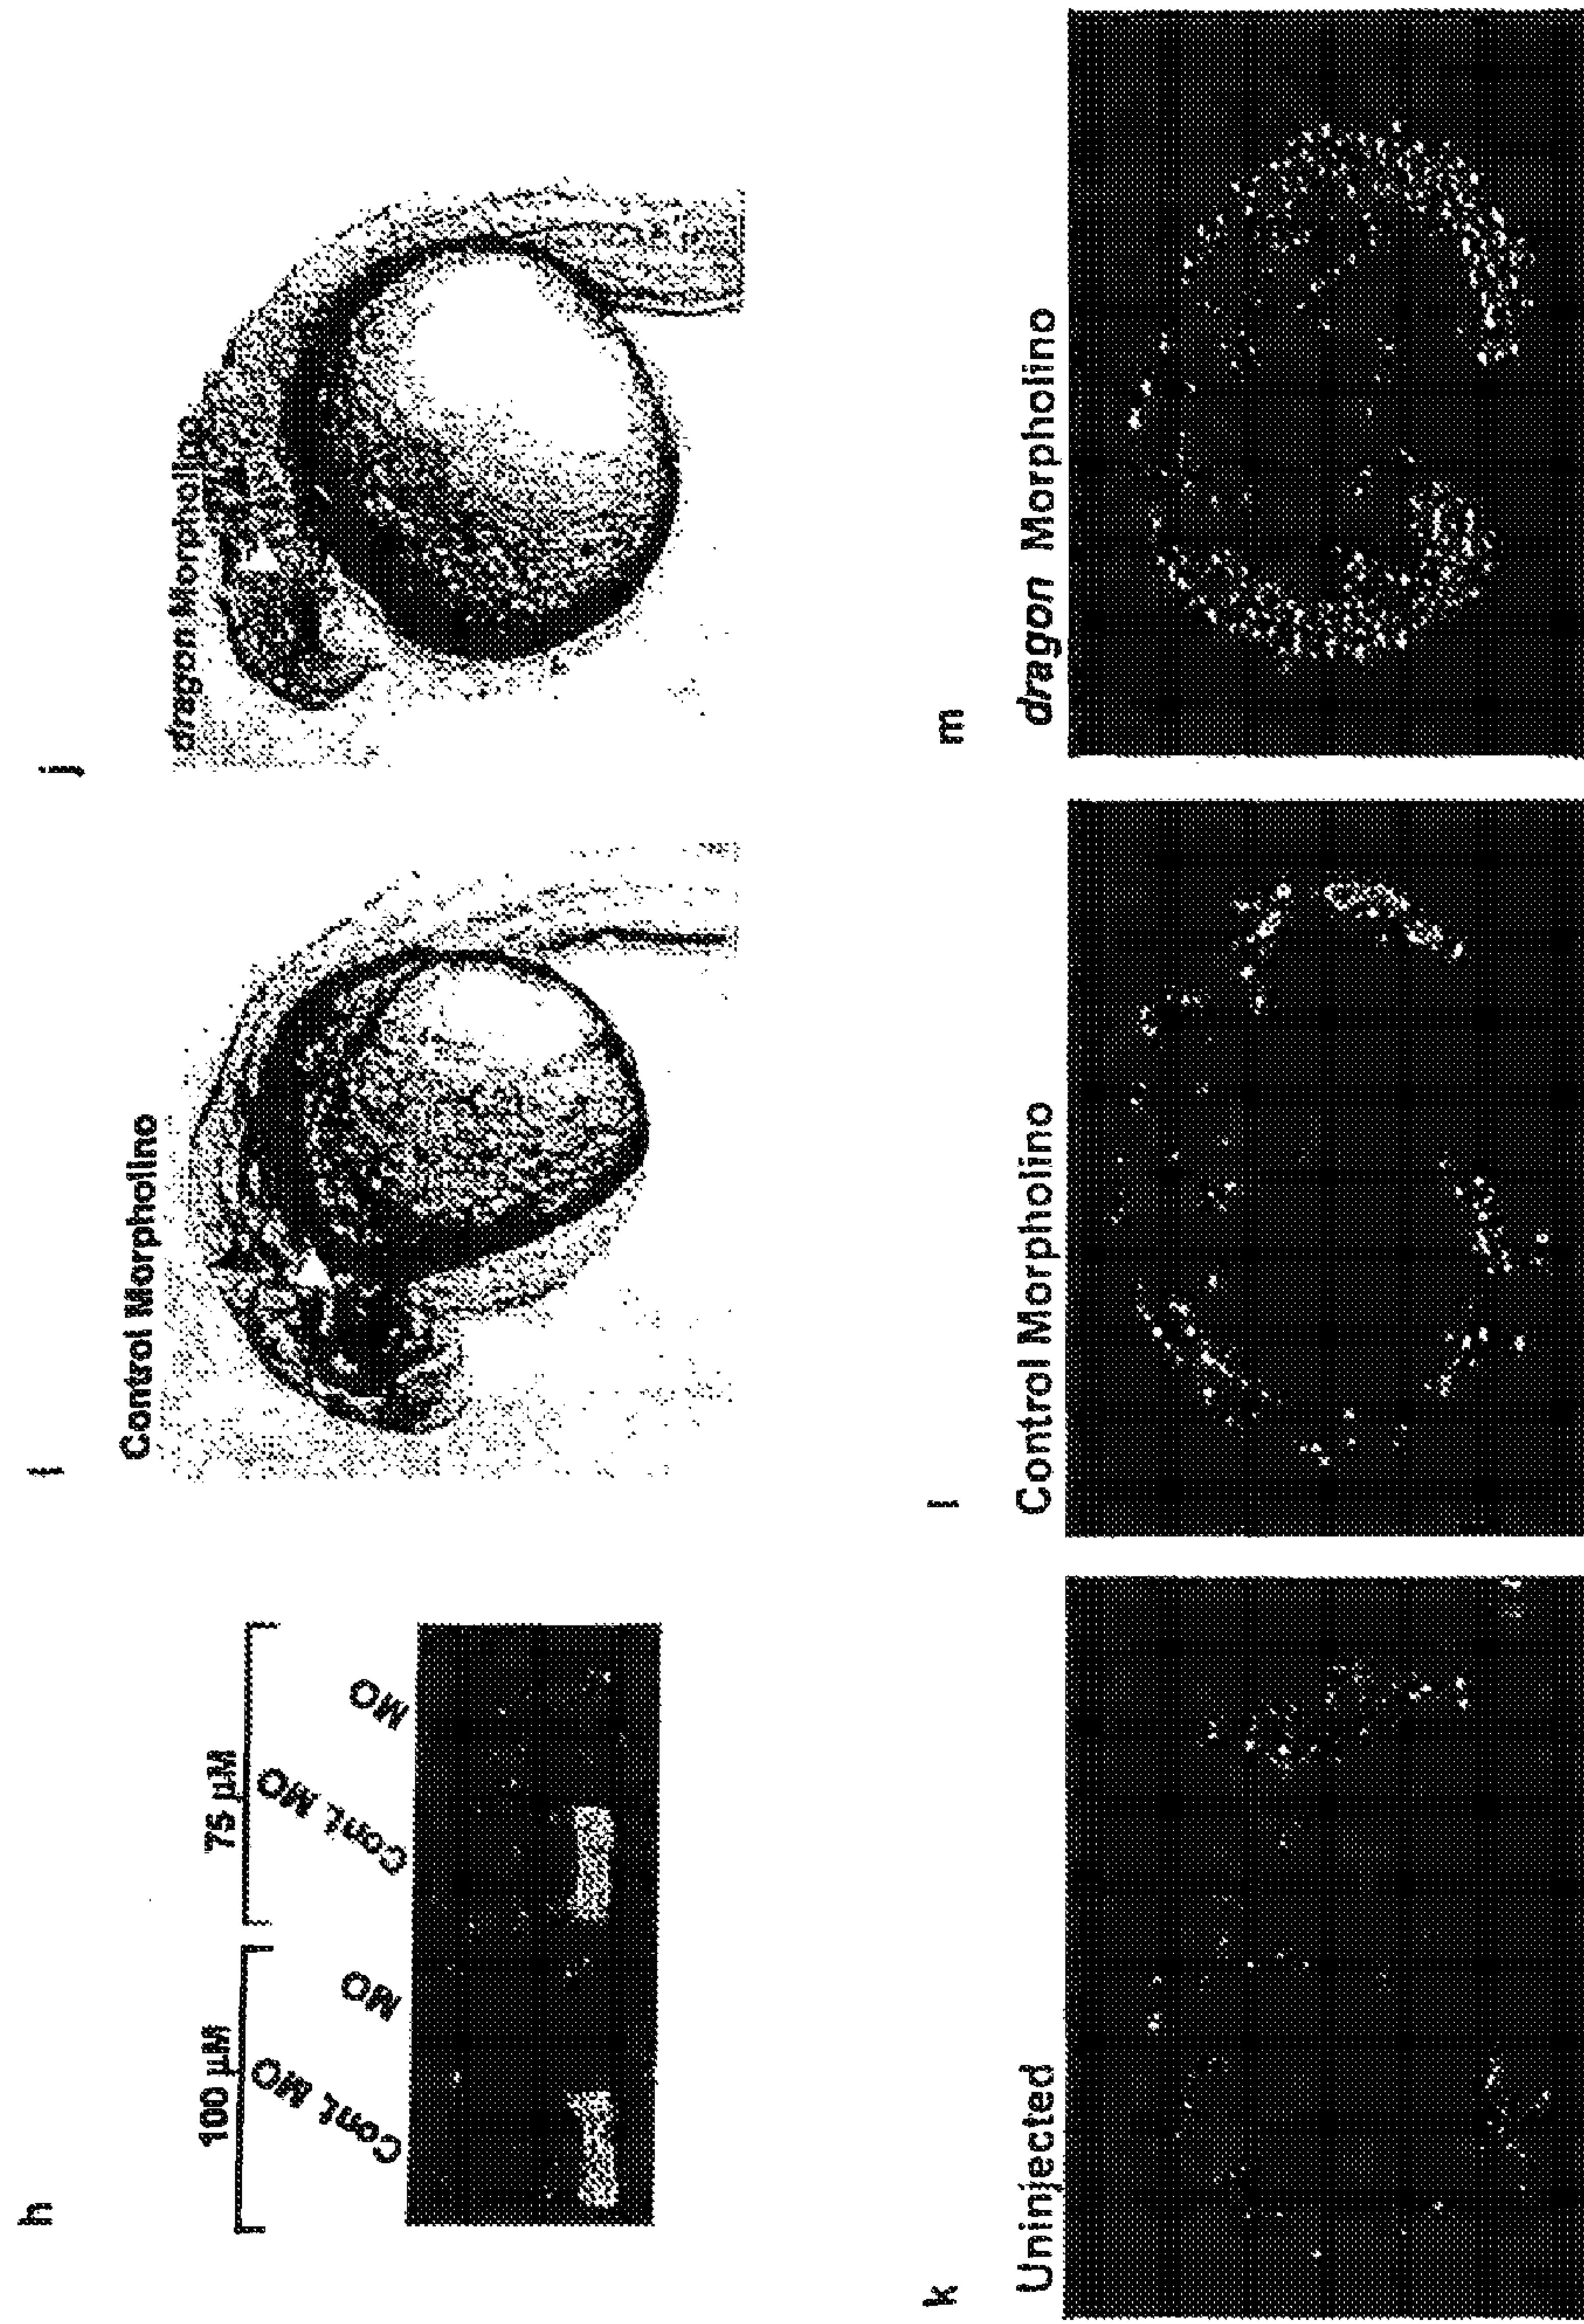 h
100 µM
75 µM
Cont. MO
MO
Cont. MO
MO
i
Control Morpholino
j
dragon Morpholino
k
Uninjected
l
Control Morpholino
m
dragon Morpholino